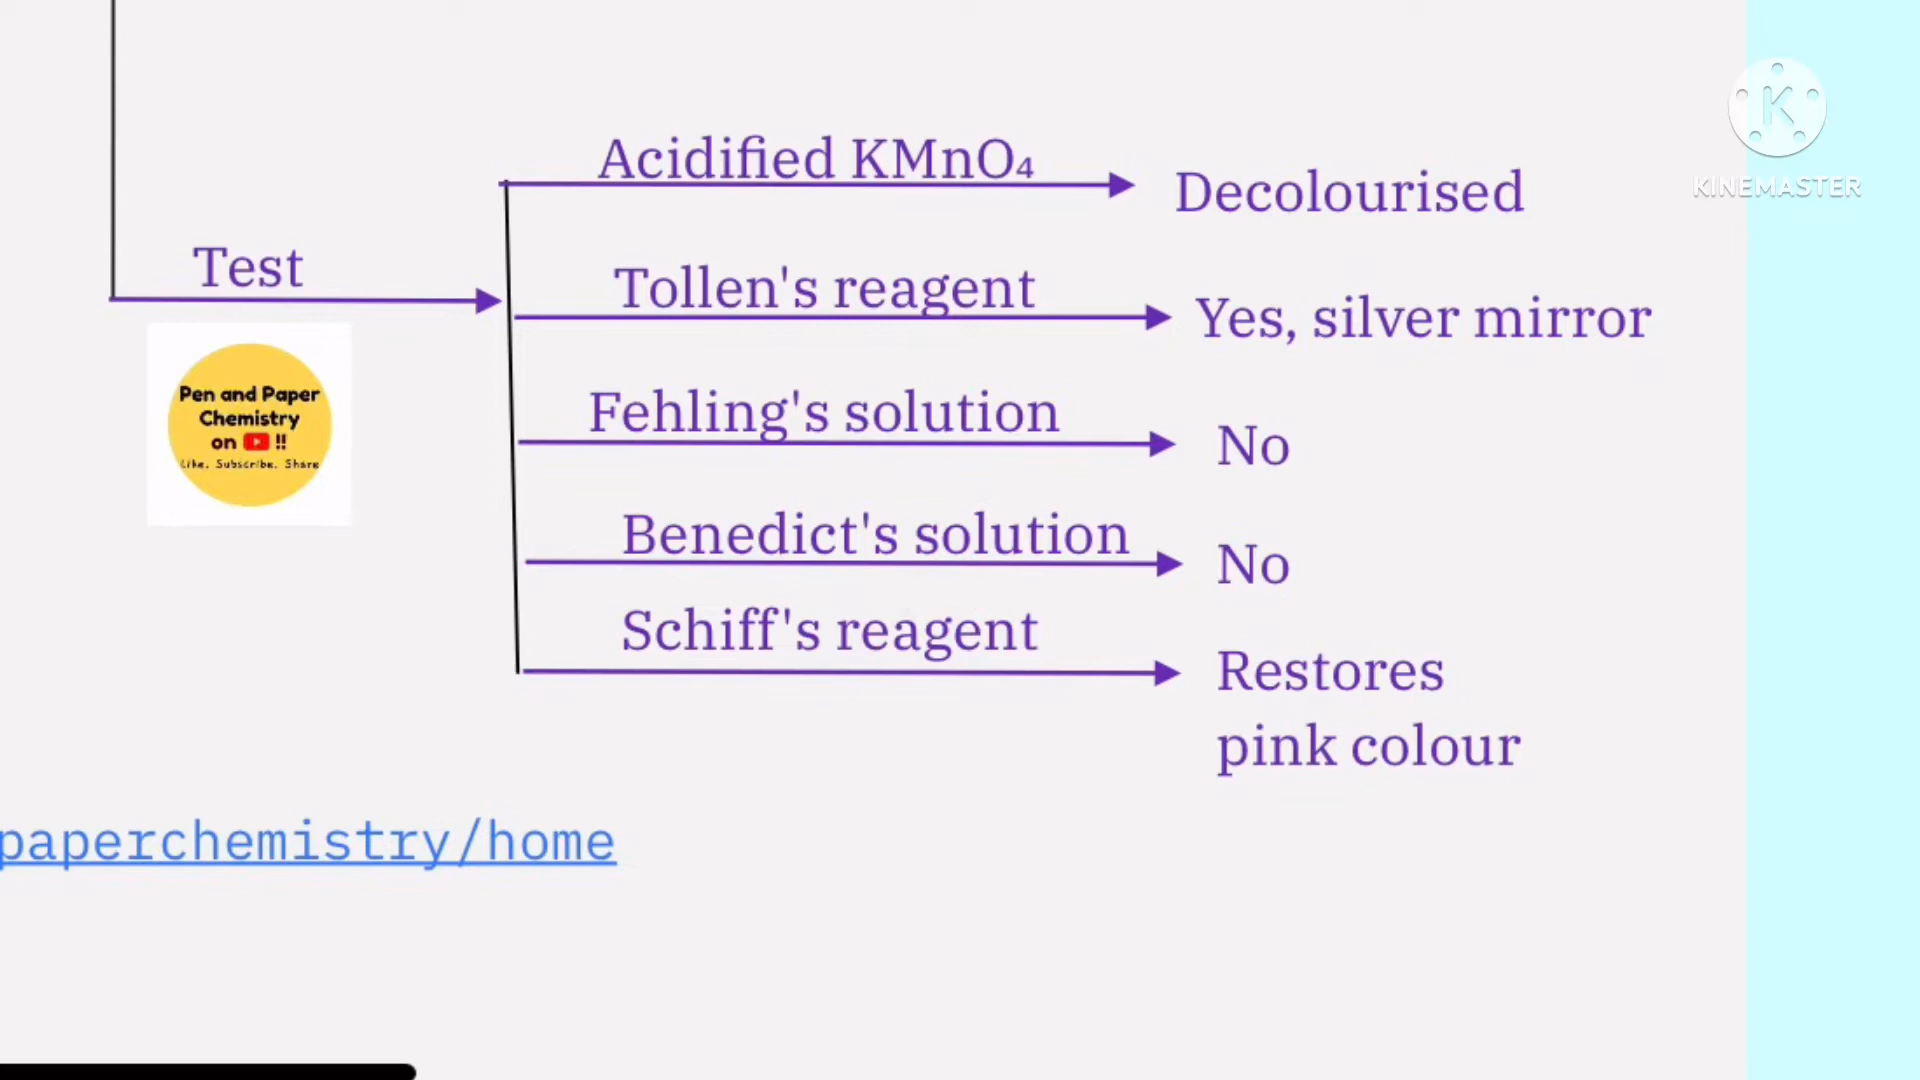 Acidified KMnO₄
Decolourised
KINEMASTER
Test
Tollen's reagent
Yes, silver mirror
Pen and Paper
Chemistry
on !!
Like. Subscribe. Share
Fehling's solution
No
Benedict's solution
No
Schiff's reagent
Restores
pink colour
paperchemistry/home